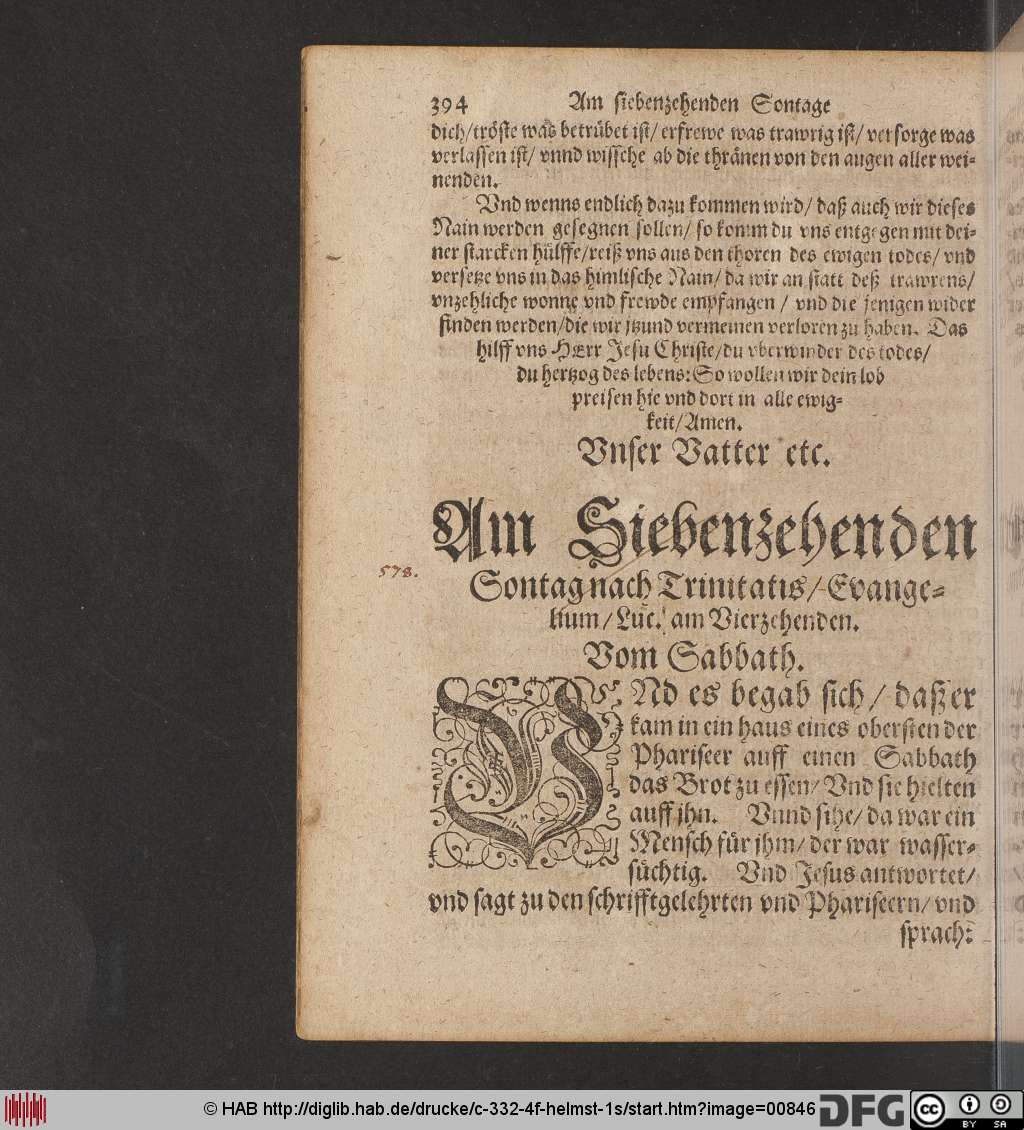 394 Am siebenzehenden Sontage
dich/tröste was betrübet ist/ erfrewe was trawrig ist/ versorge was
verlassen ist/ vnnd wissche ab die thränen von den augen aller wei-
nenden.
Vnd wenns endlich dazu kommen wird/ daß auch wir dieses
Nain werden gesegnen sollen/ so komm du vns entgegen mit dei-
ner starcken hülffe/reiß vns aus den thoren des ewigen todes/ vnd
versetze vns in das himlische Nain/ da wir an statt deß trawrens/
vnzehliche wonne vnd frewde empfangen / vnd die jenigen wider
finden werden/die wir jtzund vermeinen verloren zu haben. Das
hilff vns HErr Jesu Christe/du vberwinder des todes/
du hertzog des lebens: So wollen wir dein lob
preisen hie vnd dort in alle ewig-
keit/Amen.
Vnser Vatter etc.
Am Siebenzehenden
578.
Sontag nach Trinitatis/ Evange-
lium/ Luc. am Vierzehenden.
Vom Sabbath.
VNd es begab sich / daß er
kam in ein haus eines obersten der
Phariseer auff einen Sabbath
das Brot zu essen/ Vnd sie hielten
auff jhn. Vnnd sihe/ da war ein
Mensch für jhm/ der war wasser-
süchtig. Vnd Jesus antwortet/
vnd sagt zu den schrifftgelehrten vnd Phariseern/ vnd
sprach:
© HAB http://diglib.hab.de/drucke/c-332-4f-helmst-1s/start.htm?image=00846
DFG
cc BY SA